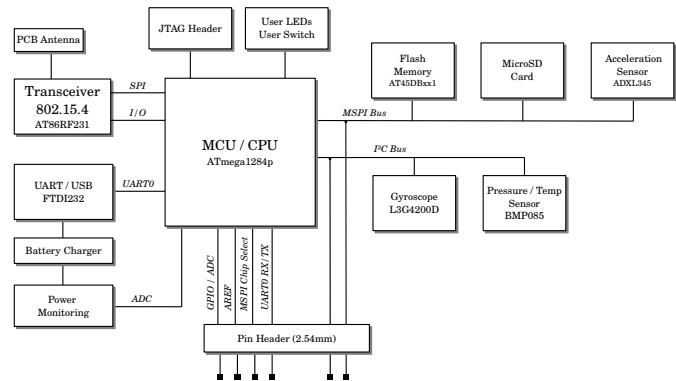 PCB Antenna
JTAG Header
User LEDs
User Switch
Transceiver
802.15.4
AT86RF231
SPI
I/O
MCU / CPU
ATmega1284p
Flash
Memory
AT45DBxx1
MicroSD
Card
Acceleration
Sensor
ADXL345
MSPI Bus
I²C Bus
UART / USB
FTDI232
UART0
Gyroscope
L3G4200D
Pressure / Temp
Sensor
BMP085
Battery Charger
Power
Monitoring
ADC
GPIO / ADC
AREF
MSPI Chip Select
UART0 RX/TX
Pin Header (2.54mm)